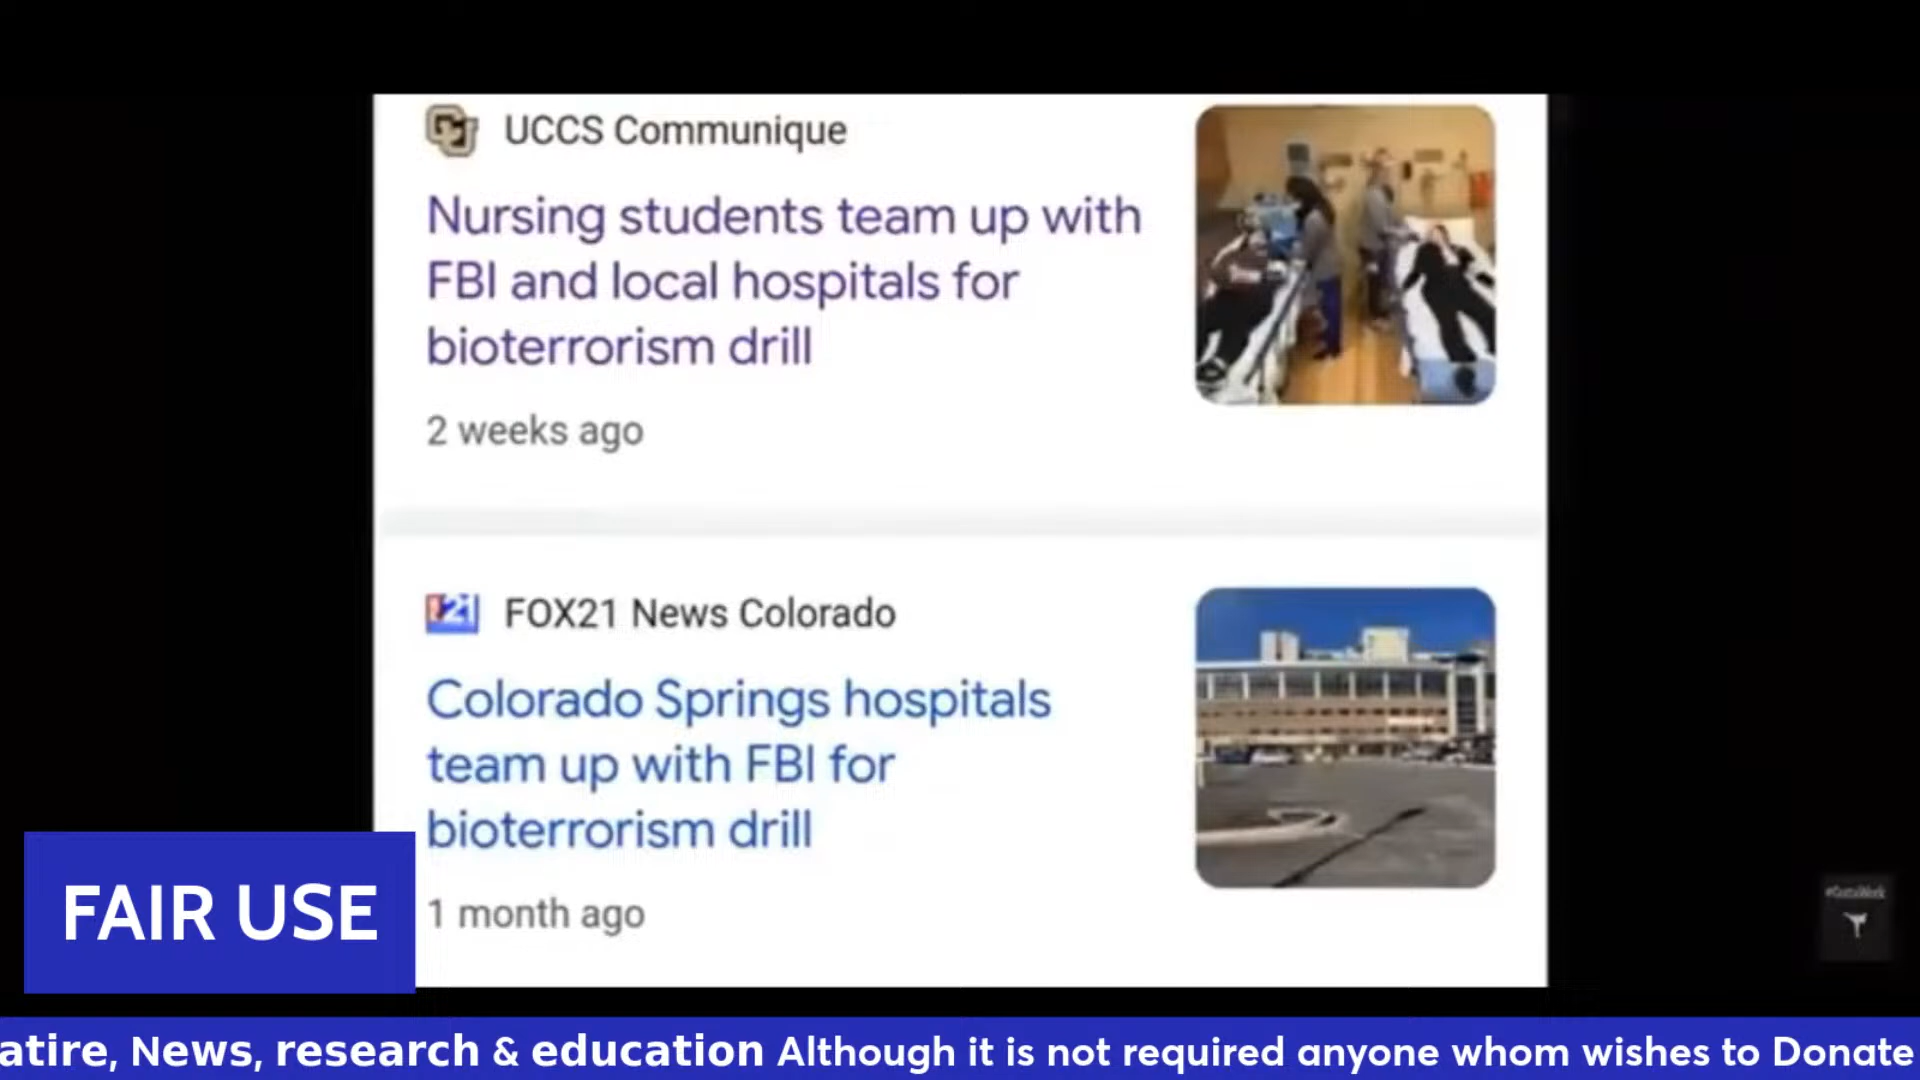 UCCS Communique
Nursing students team up with
FBI and local hospitals for
bioterrorism drill
2 weeks ago
FOX21 News Colorado
Colorado Springs hospitals
team up with FBI for
bioterrorism drill
1 month ago
FAIR USE
atire, News, research & education Although it is not required anyone whom wishes to Donate